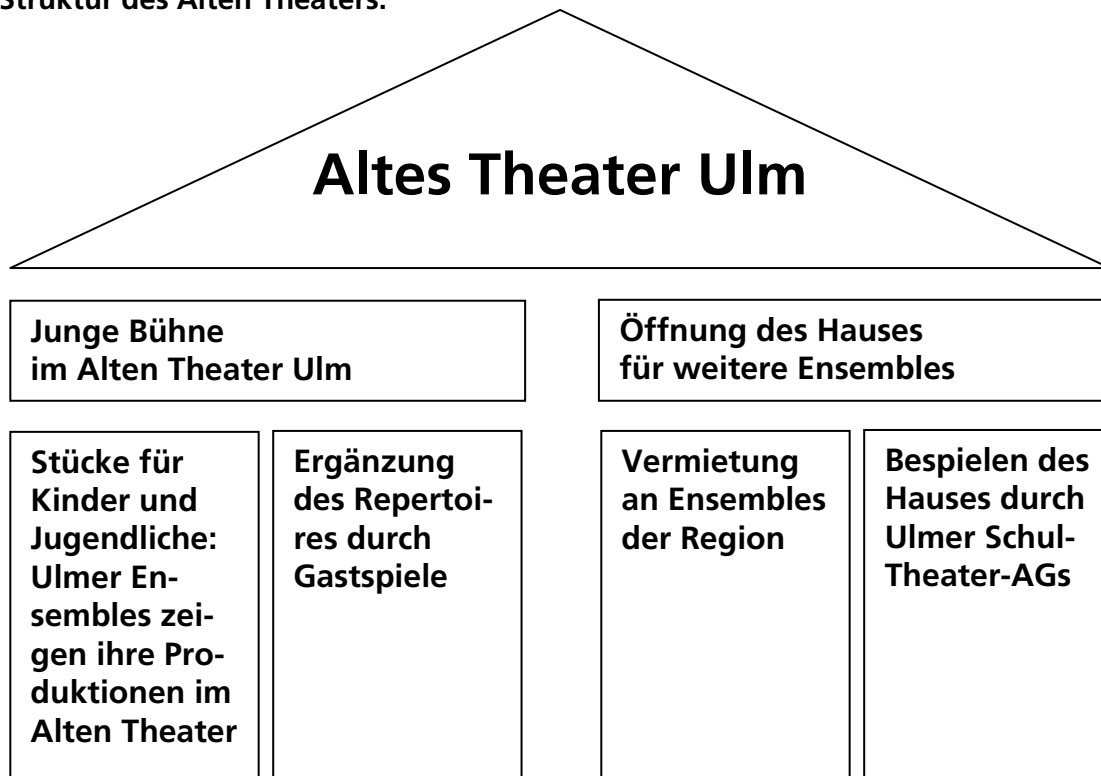 Struktur des Alten Theaters:
Altes Theater Ulm
Junge Bühne
im Alten Theater Ulm
Öffnung des Hauses
für weitere Ensembles
Stücke für
Kinder und
Jugendliche:
Ulmer En-
sembles zei-
gen ihre Pro-
duktionen im
Alten Theater
Ergänzung
des Repertoi-
res durch
Gastspiele
Vermietung
an Ensembles
der Region
Bespielen des
Hauses durch
Ulmer Schul-
Theater-AGs